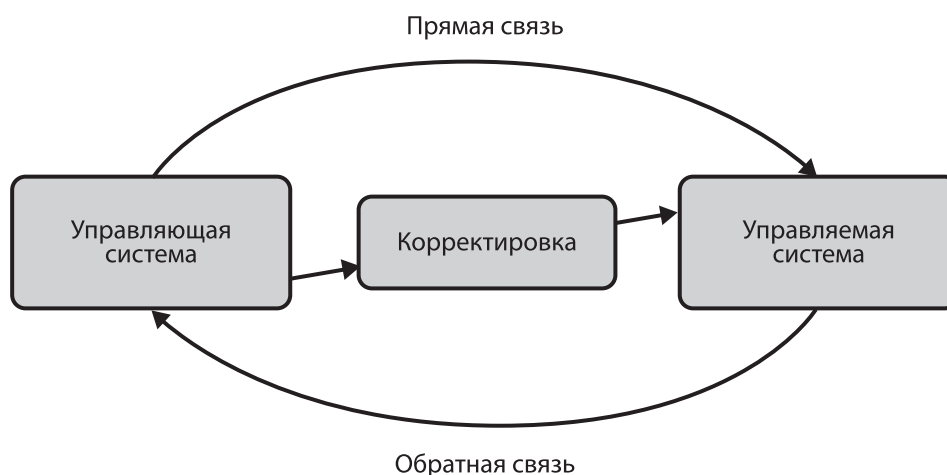 Прямая связь
Управляющая
система
Корректировка
Управляемая
система
Обратная связь